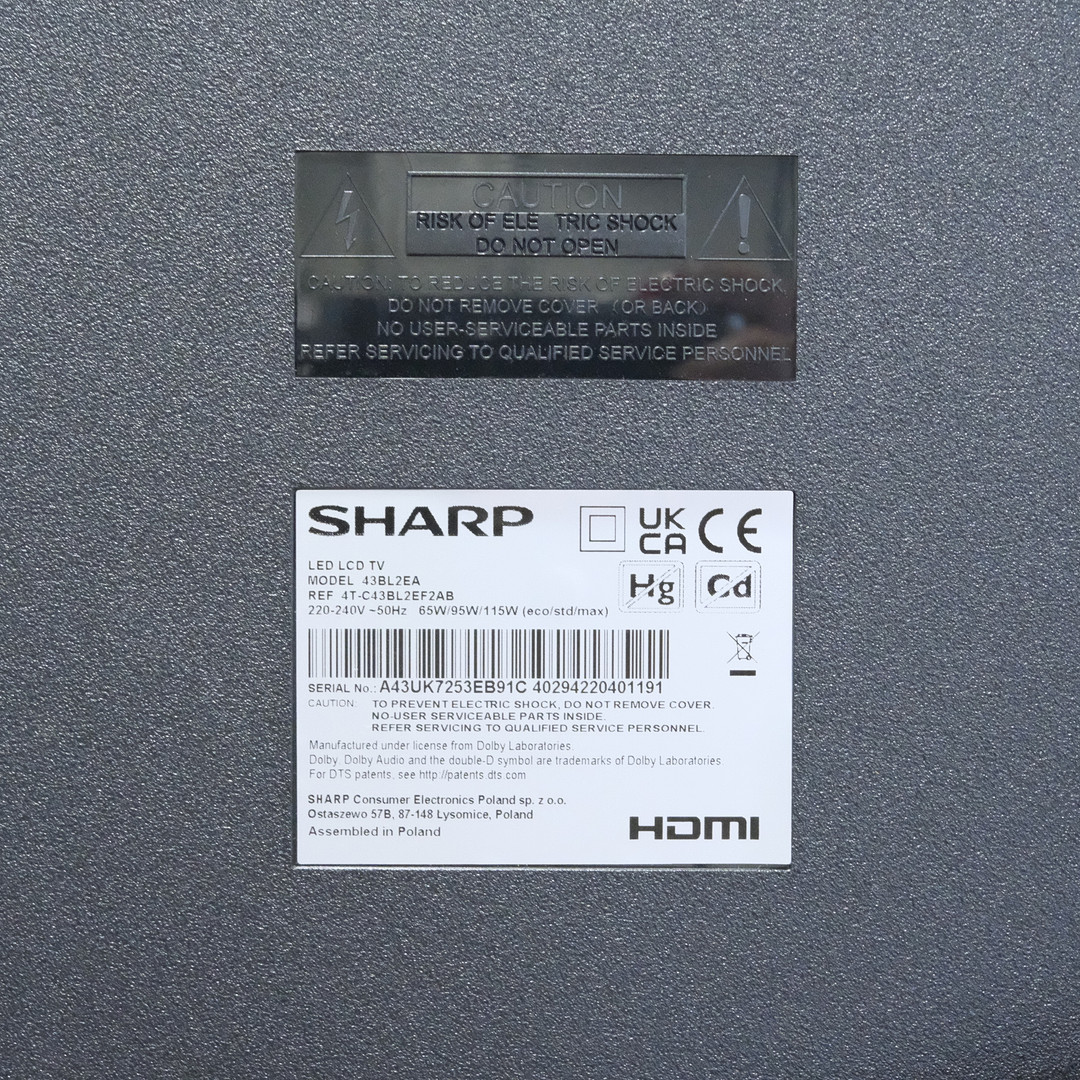 CAUTION
RISK OF ELE TRIC SHOCK
DO NOT OPEN
CAUTION: TO REDUCE THE RISK OF ELECTRIC SHOCK,
DO NOT REMOVE COVER (OR BACK)
NO USER-SERVICEABLE PARTS INSIDE
REFER SERVICING TO QUALIFIED SERVICE PERSONNEL
SHARP
UK
CA CE
LED LCD TV
MODEL 43BL2EA
REF 4T-C43BL2EF2AB
220-240V ~50Hz 65W/95W/115W (eco/std/max)
Hg Cd
SERIAL No.: A43UK7253EB91C 40294220401191
CAUTION: TO PREVENT ELECTRIC SHOCK, DO NOT REMOVE COVER.
NO-USER SERVICEABLE PARTS INSIDE.
REFER SERVICING TO QUALIFIED SERVICE PERSONNEL.
Manufactured under license from Dolby Laboratories.
Dolby, Dolby Audio and the double-D symbol are trademarks of Dolby Laboratories.
For DTS patents, see http://patents.dts.com
SHARP Consumer Electronics Poland sp. z o.o.
Ostaszewo 57B, 87-148 Lysomice, Poland
Assembled in Poland
HDMI